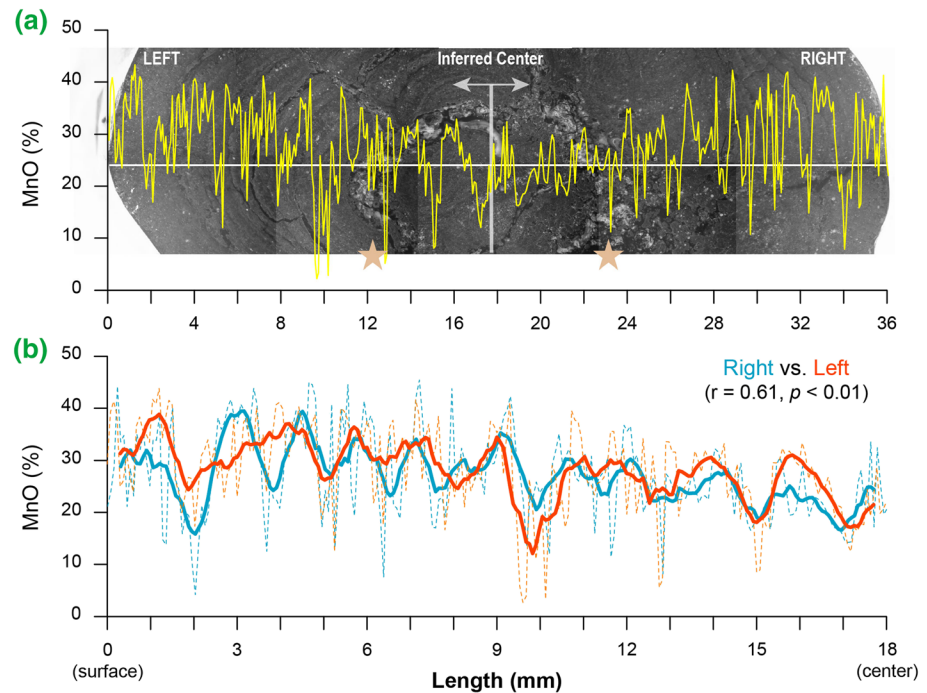 (a)
50
40
30
20
10
0
MnO (%)
LEFT
Inferred Center
RIGHT
0 4 8 12 16 20 24 28 32 36
(b)
50
40
30
20
10
0
MnO (%)
Right vs. Left
(r = 0.61, p < 0.01)
0 3 6 9 12 15 18
(surface) (center)
Length (mm)